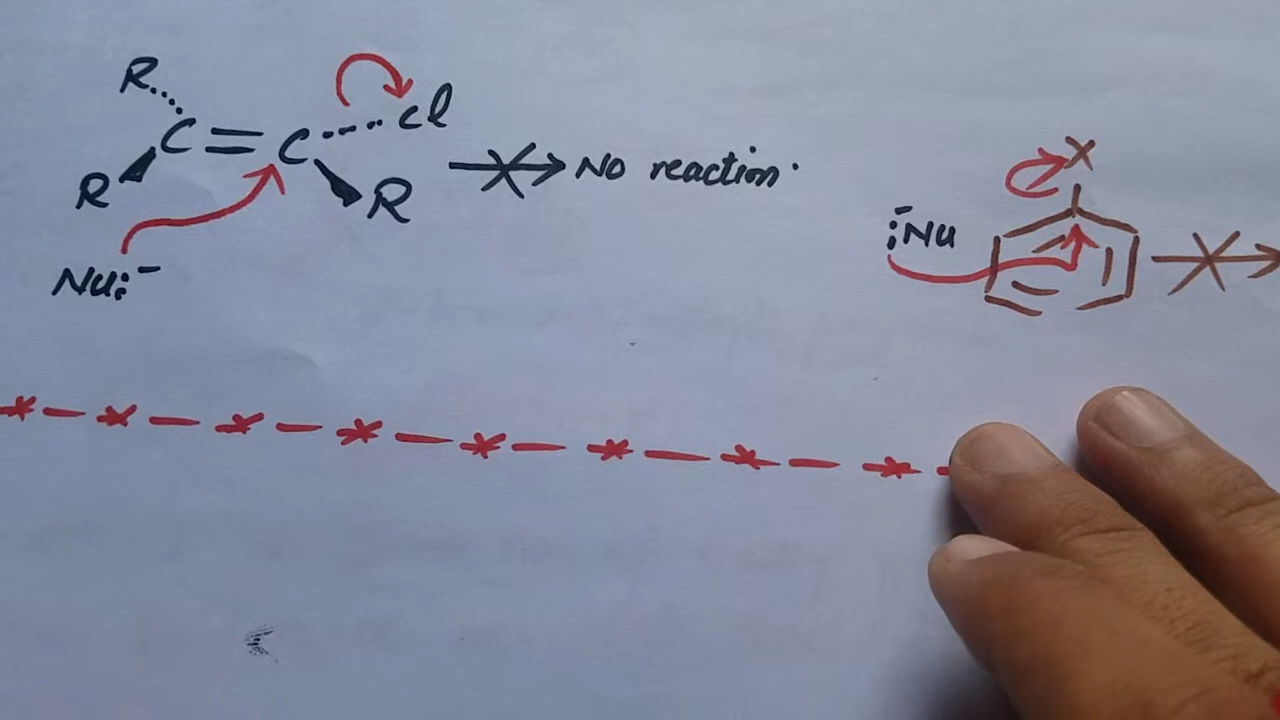 R
C = C Cl
R R
Nu:⁻
No reaction.
X
:⁻Nu